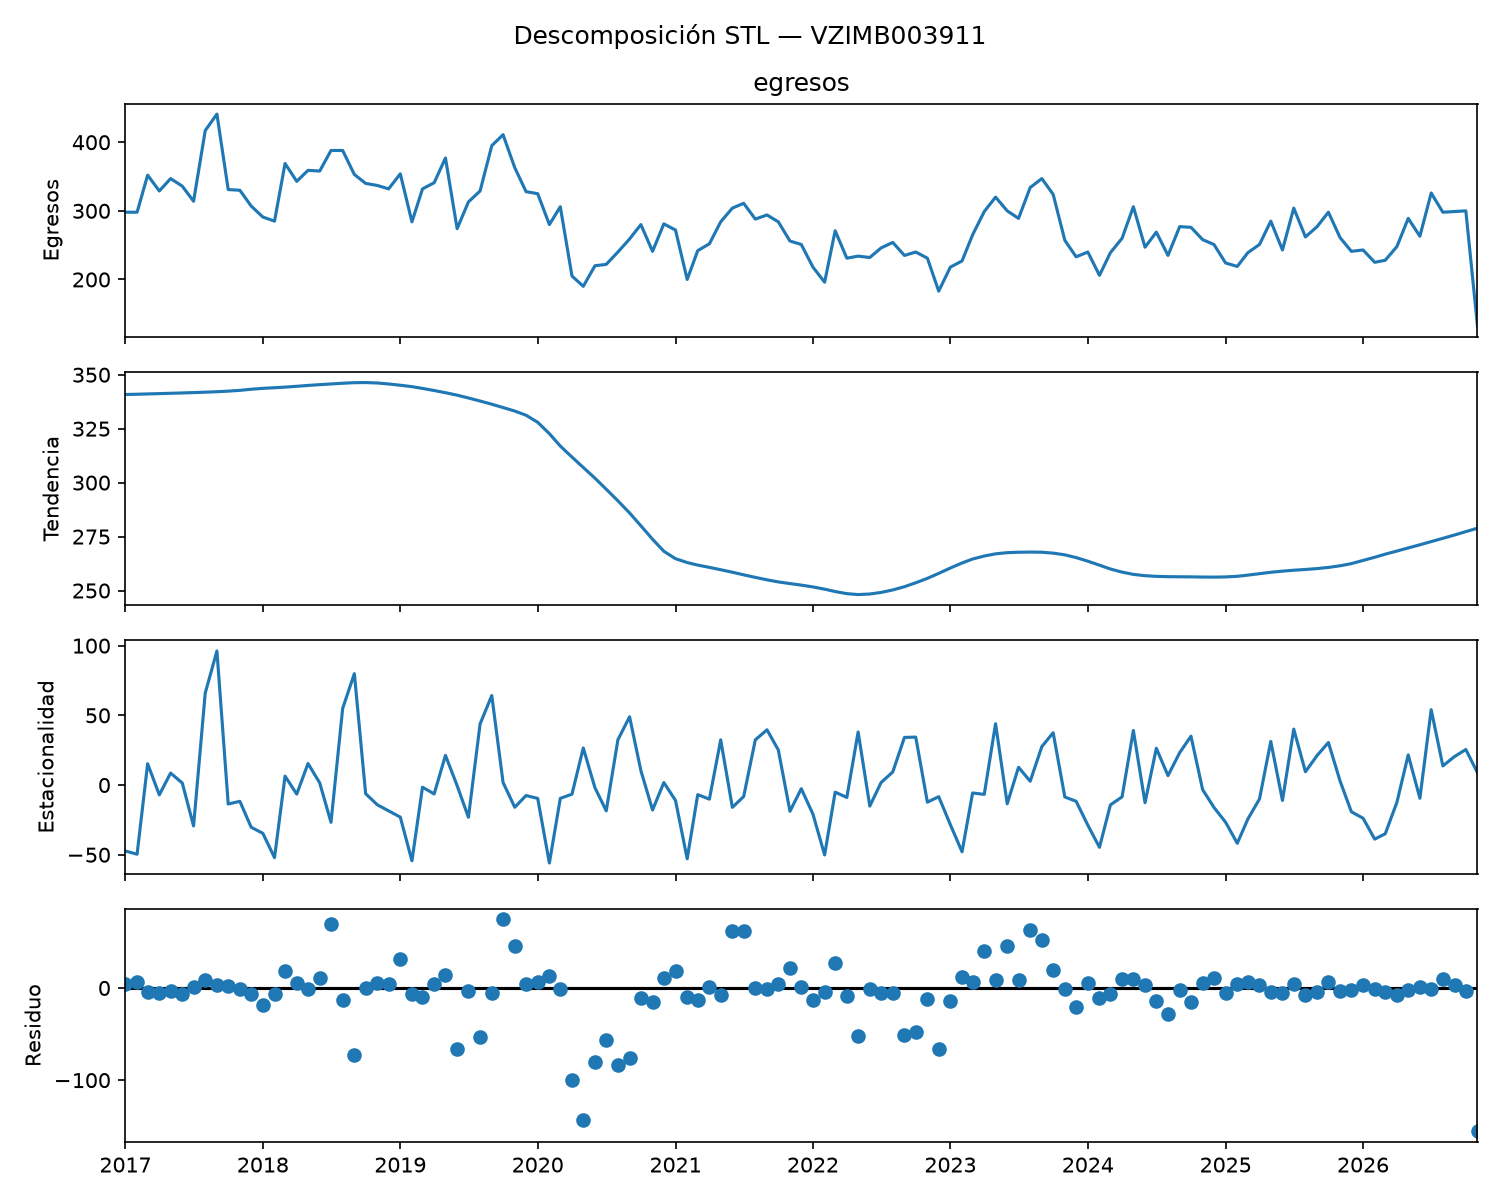 Descomposición STL — VZIMB003911
egresos
Egresos
400
300
200
Tendencia
350
325
300
275
250
Estacionalidad
100
50
0
−50
Residuo
0
−100
2017 2018 2019 2020 2021 2022 2023 2024 2025 2026